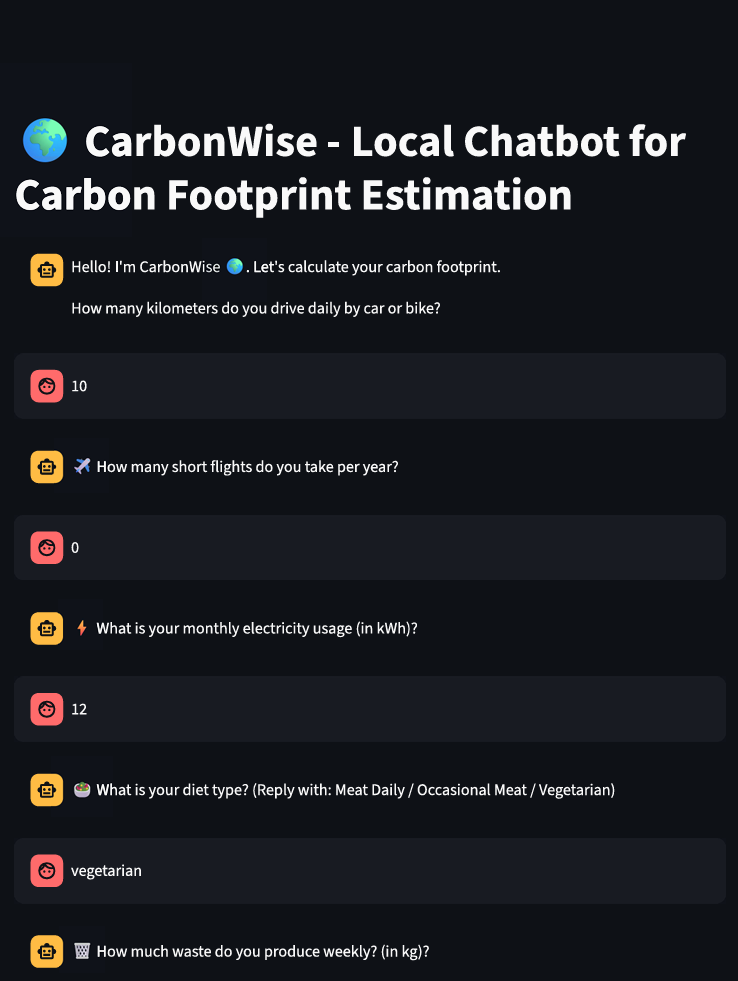 🌍 CarbonWise - Local Chatbot for
Carbon Footprint Estimation
Hello! I'm CarbonWise 🌍. Let's calculate your carbon footprint.
How many kilometers do you drive daily by car or bike?
10
✈️ How many short flights do you take per year?
0
⚡ What is your monthly electricity usage (in kWh)?
12
🥗 What is your diet type? (Reply with: Meat Daily / Occasional Meat / Vegetarian)
vegetarian
🗑️ How much waste do you produce weekly? (in kg)?